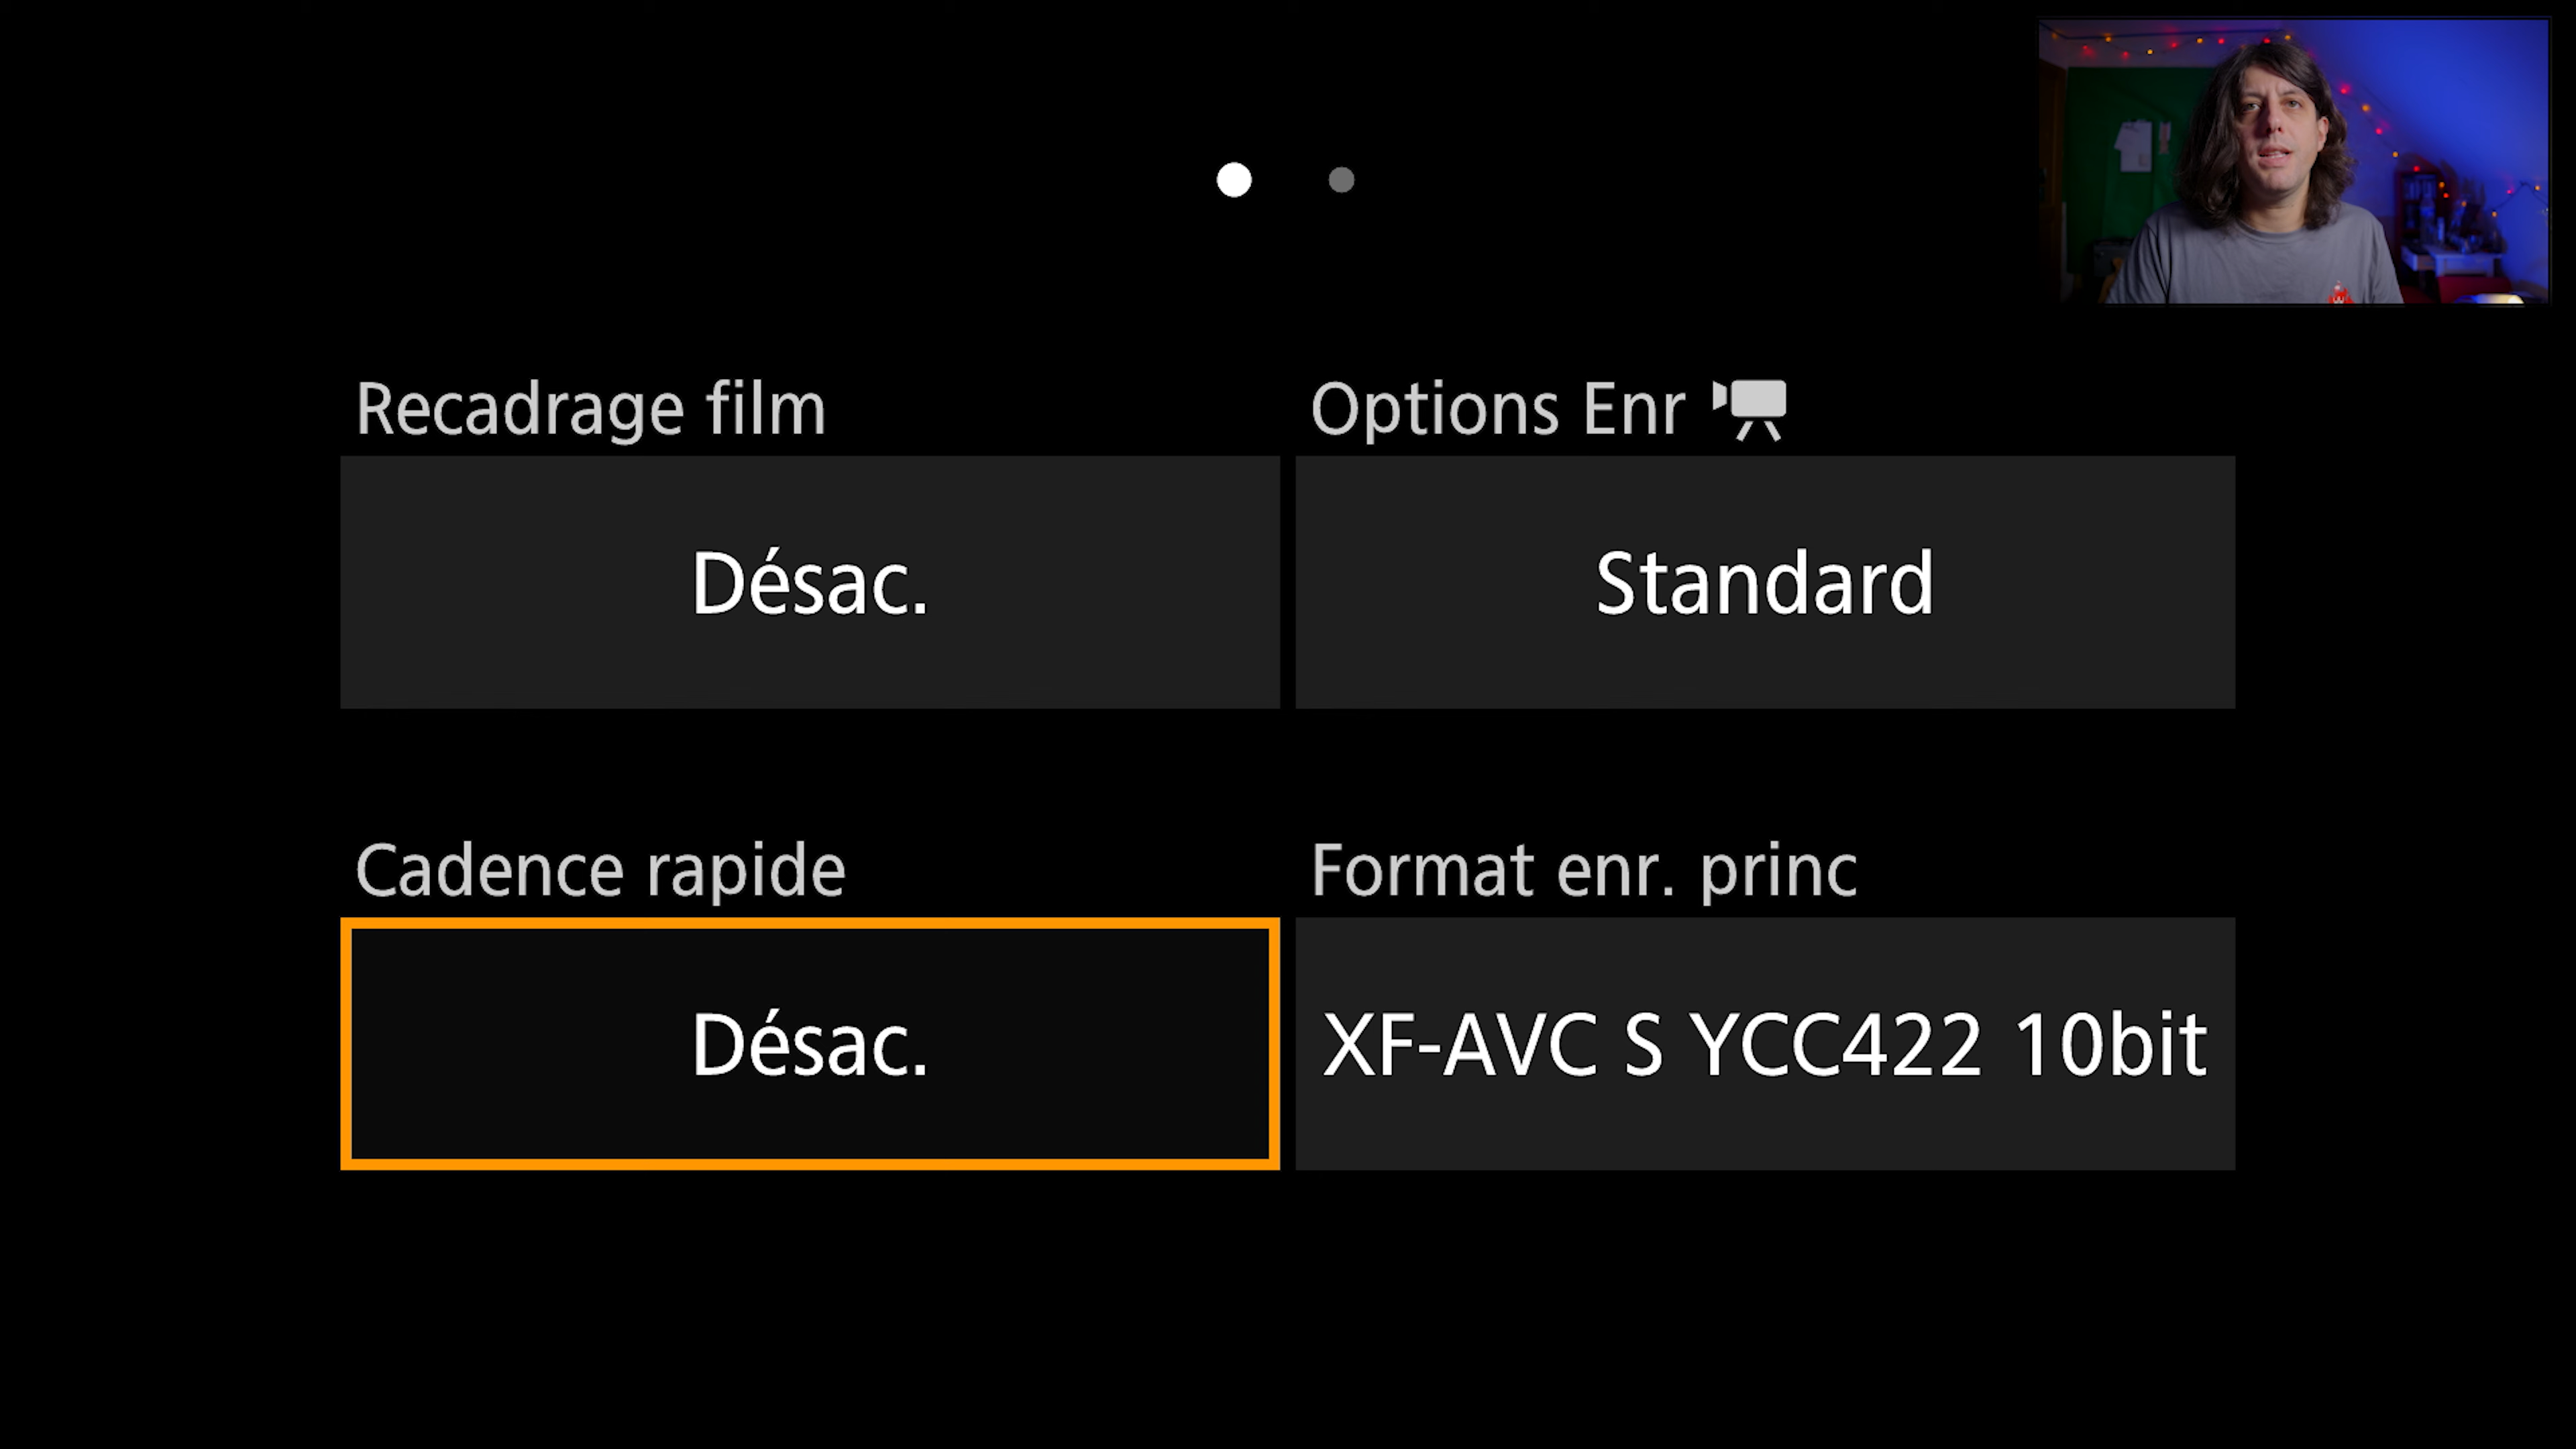 Recadrage film
Options Enr
Désac.
Standard
Cadence rapide
Format enr. princ
Désac.
XF-AVC S YCC422 10bit